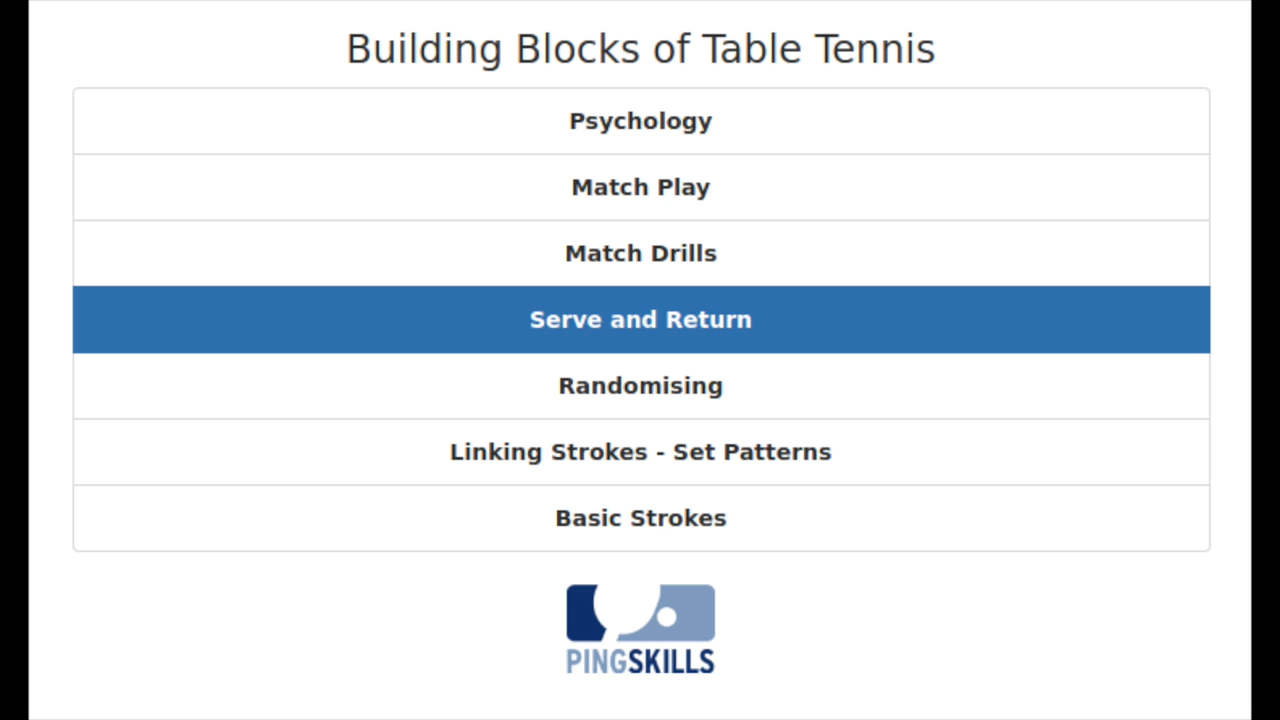 Building Blocks of Table Tennis
Psychology
Match Play
Match Drills
Serve and Return
Randomising
Linking Strokes - Set Patterns
Basic Strokes
PINGSKILLS